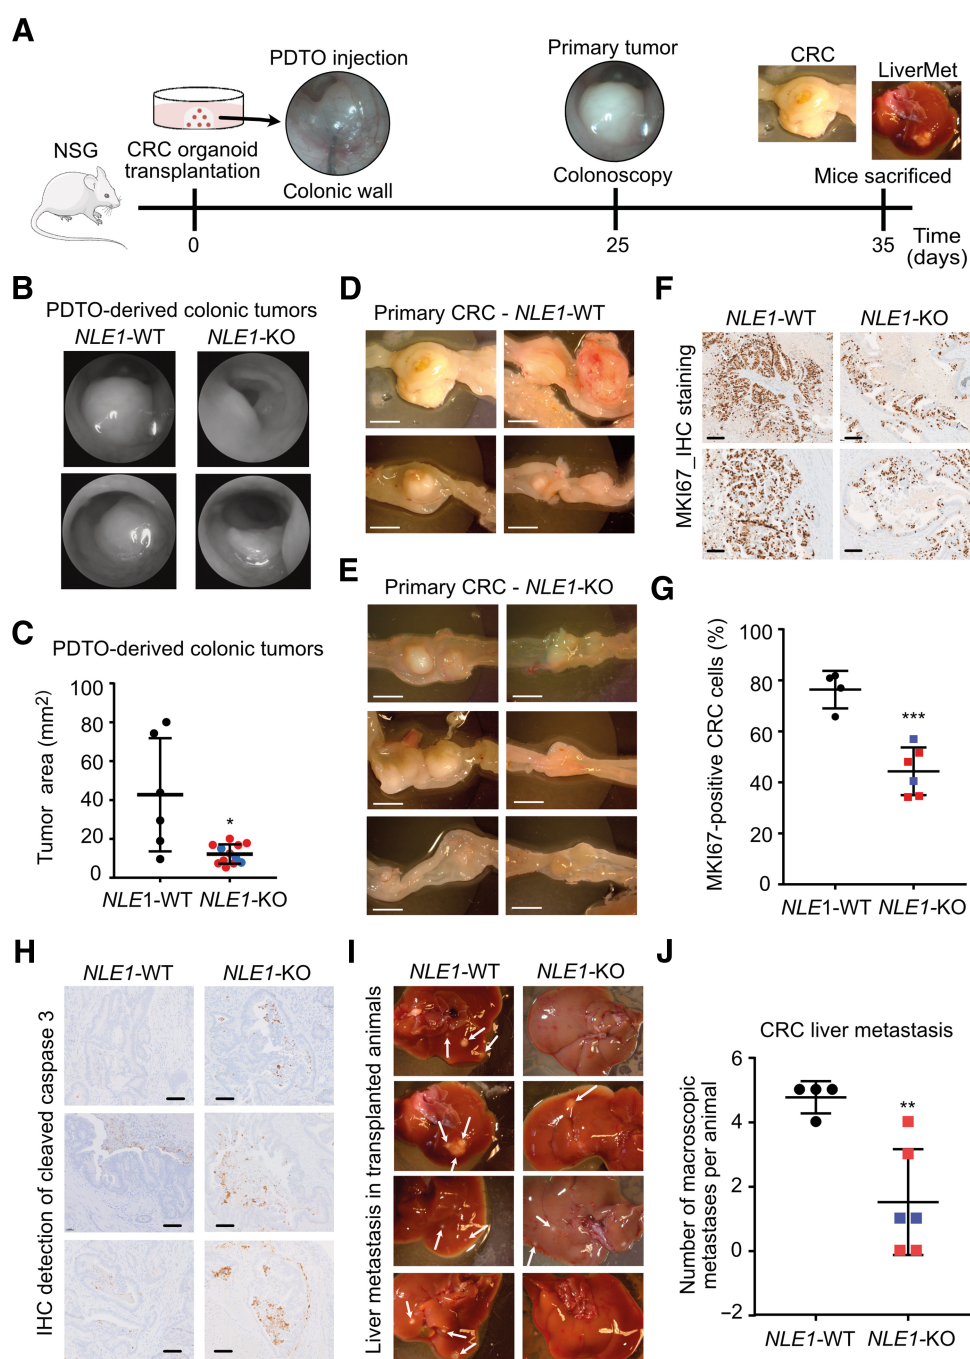 A
PDTO injection
Primary tumor
CRC
LiverMet
NSG
CRC organoid
transplantation
Colonic wall
Colonoscopy
Mice sacrificed
0
25
35
Time
(days)
B
PDTO-derived colonic tumors
NLE1-WT
NLE1-KO
C
PDTO-derived colonic tumors
Tumor area (mm2)
100
80
60
40
20
0
*
NLE1-WT
NLE1-KO
D
Primary CRC - NLE1-WT
E
Primary CRC - NLE1-KO
F
NLE1-WT
NLE1-KO
MKI67_IHC staining
G
MKI67-positive CRC cells (%)
100
80
60
40
20
0
***
NLE1-WT
NLE1-KO
H
NLE1-WT
NLE1-KO
IHC detection of cleaved caspase 3
I
NLE1-WT
NLE1-KO
Liver metastasis in transplanted animals
J
CRC liver metastasis
Number of macroscopic
metastases per animal
6
4
2
0
−2
**
NLE1-WT
NLE1-KO